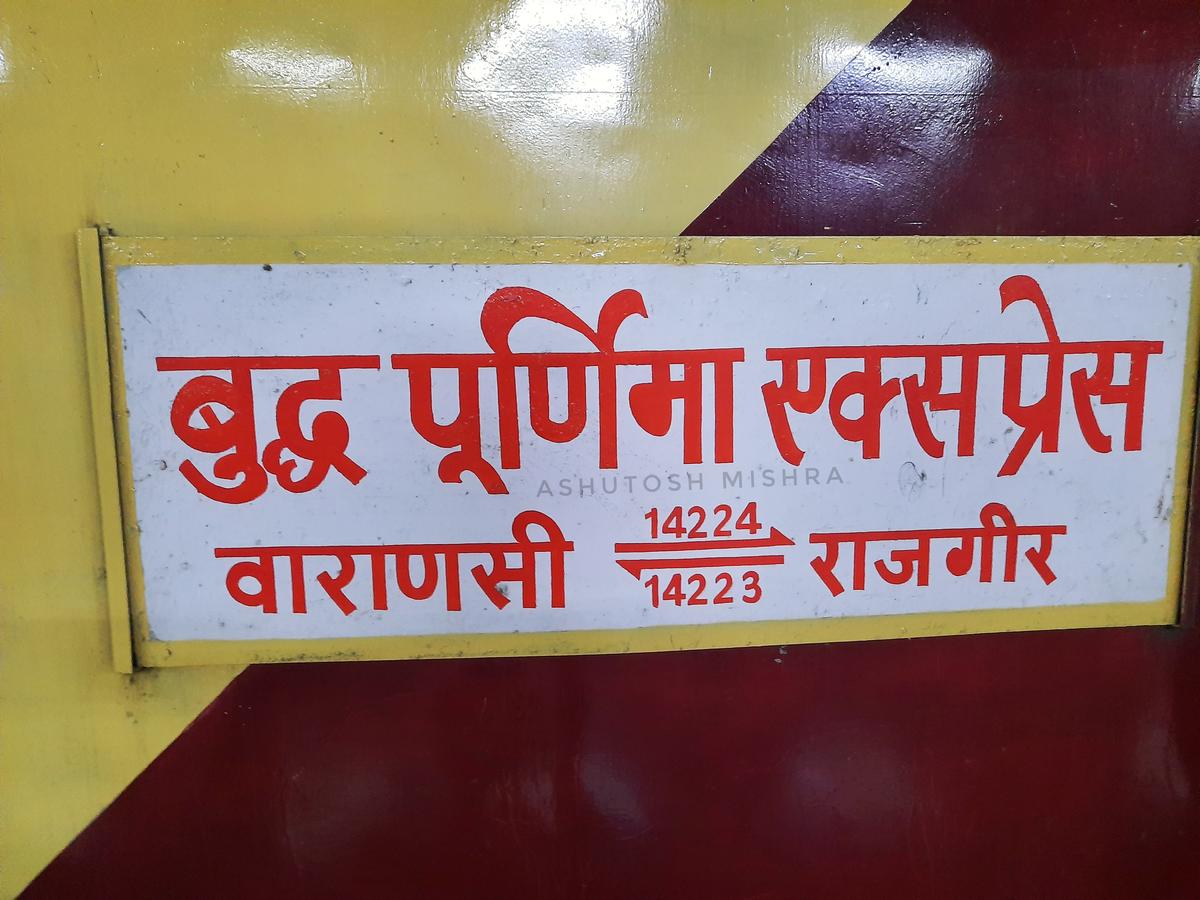 बुद्ध पूर्णिमा एक्सप्रेस
ASHUTOSH MISHRA
14224
वाराणसी राजगीर
14223